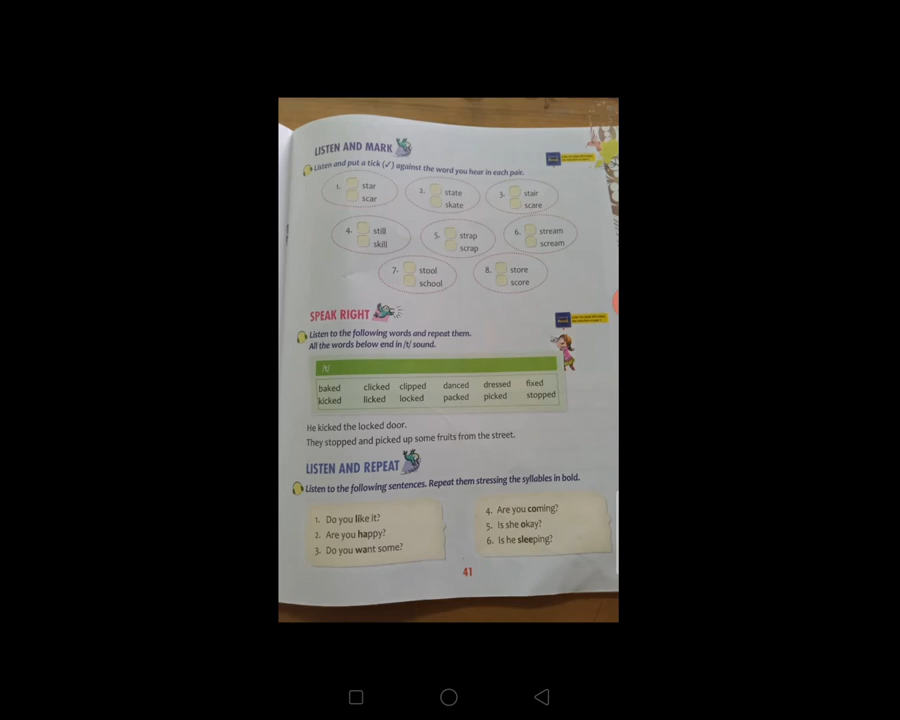 LISTEN AND MARK
Listen and put a tick (✓) against the word you hear in each pair.
1. star
scar
2. state
skate
3. stair
scare
4. still
skill
5. strap
scrap
6. stream
scream
7. stool
school
8. store
score
SPEAK RIGHT
Listen to the following words and repeat them.
All the words below end in /t/ sound.
/t/
baked clicked clipped danced dressed fixed
kicked licked locked packed picked stopped
He kicked the locked door.
They stopped and picked up some fruits from the street.
LISTEN AND REPEAT
Listen to the following sentences. Repeat them stressing the syllables in bold.
1. Do you like it?
2. Are you happy?
3. Do you want some?
4. Are you coming?
5. Is she okay?
6. Is he sleeping?
41